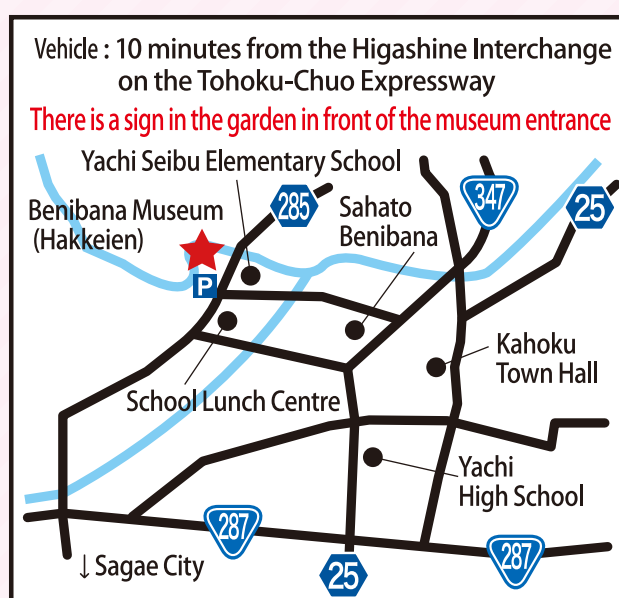 Vehicle : 10 minutes from the Higashine Interchange
on the Tohoku-Chuo Expressway
There is a sign in the garden in front of the museum entrance
Yachi Seibu Elementary School
347
285
25
Benibana Museum
(Hakkeien)
Sahato
Benibana
P
Kahoku
Town Hall
School Lunch Centre
Yachi
High School
287
287
↓ Sagae City
25